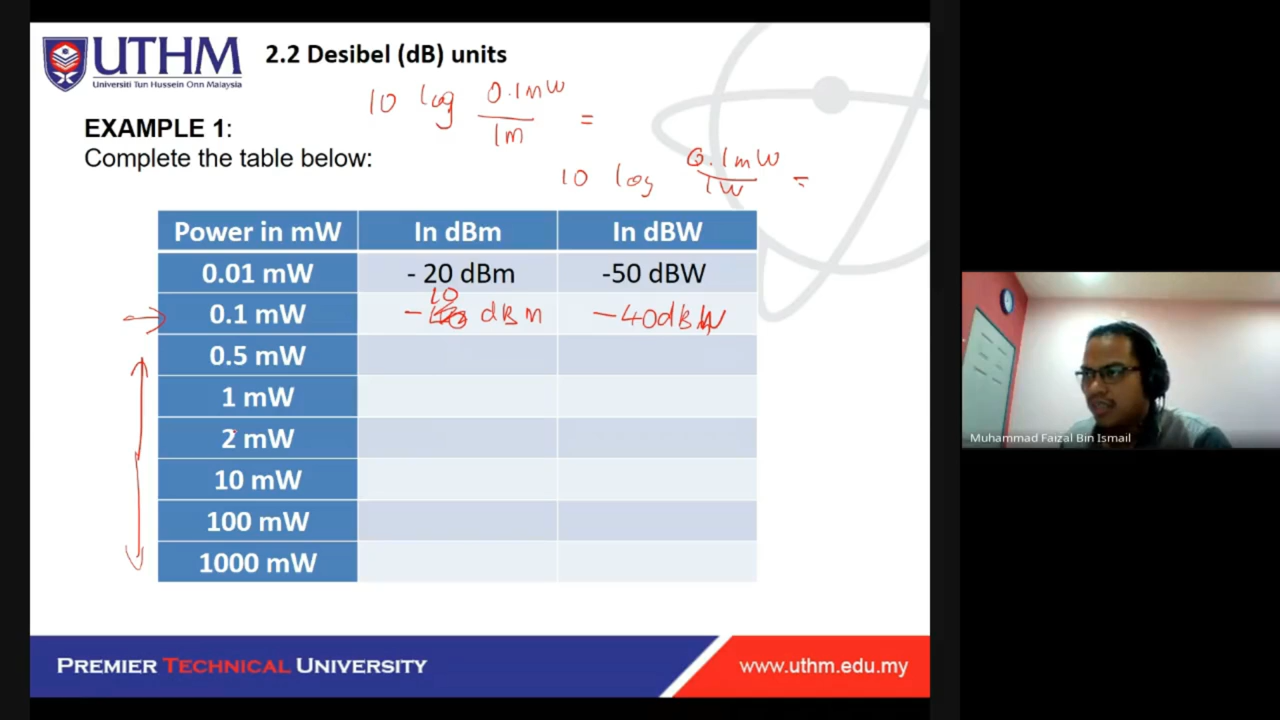 UTHM
Universiti Tun Hussein Onn Malaysia
2.2 Desibel (dB) units
10 log 0.1mW / 1m =
EXAMPLE 1:
Complete the table below:
10 log 0.1mW / 1W =
Power in mW In dBm In dBW
0.01 mW - 20 dBm -50 dBW
0.1 mW -10 dBm -40dBW
0.5 mW
1 mW
2 mW
10 mW
100 mW
1000 mW
Muhammad Faizal Bin Ismail
PREMIER TECHNICAL UNIVERSITY
www.uthm.edu.my